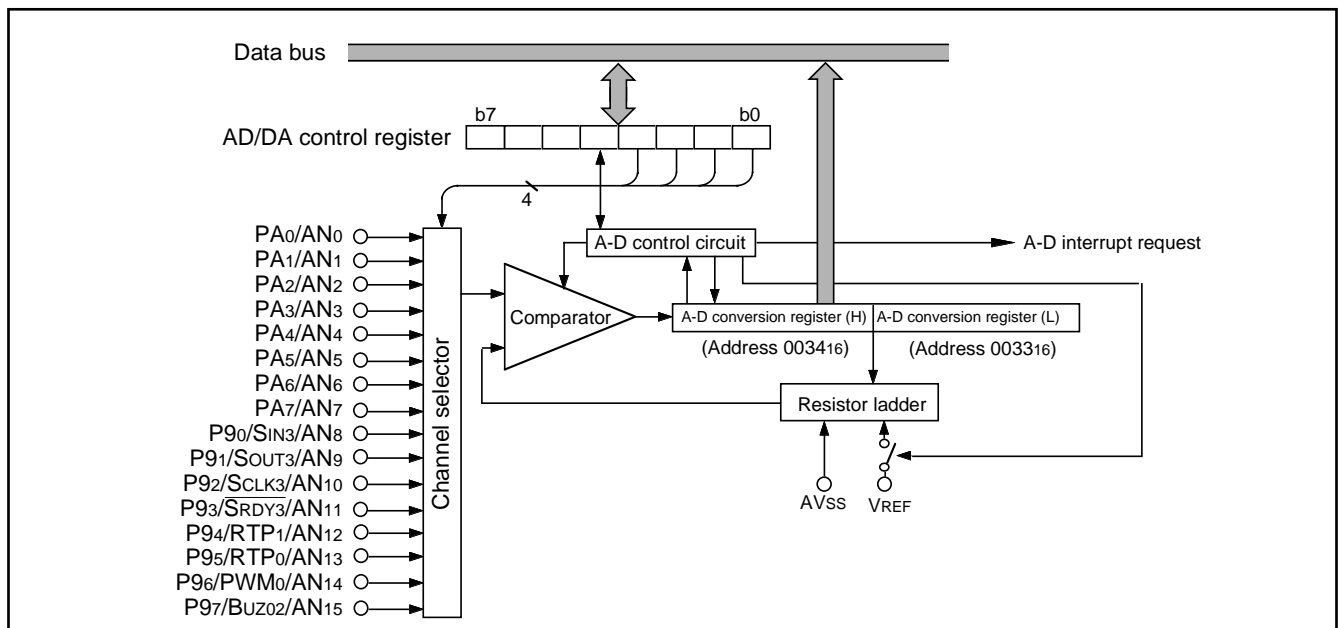 Data bus
b7 b0
AD/DA control register
4
PA0/AN0
PA1/AN1
PA2/AN2
PA3/AN3
PA4/AN4
PA5/AN5
PA6/AN6
PA7/AN7
P90/SIN3/AN8
P91/SOUT3/AN9
P92/SCLK3/AN10
P93/SRDY3/AN11
P94/RTP1/AN12
P95/RTP0/AN13
P96/PWM0/AN14
P97/BUZ02/AN15
Channel selector
A-D control circuit
A-D interrupt request
Comparator
A-D conversion register (H) A-D conversion register (L)
(Address 003416) (Address 003316)
Resistor ladder
AVSS VREF